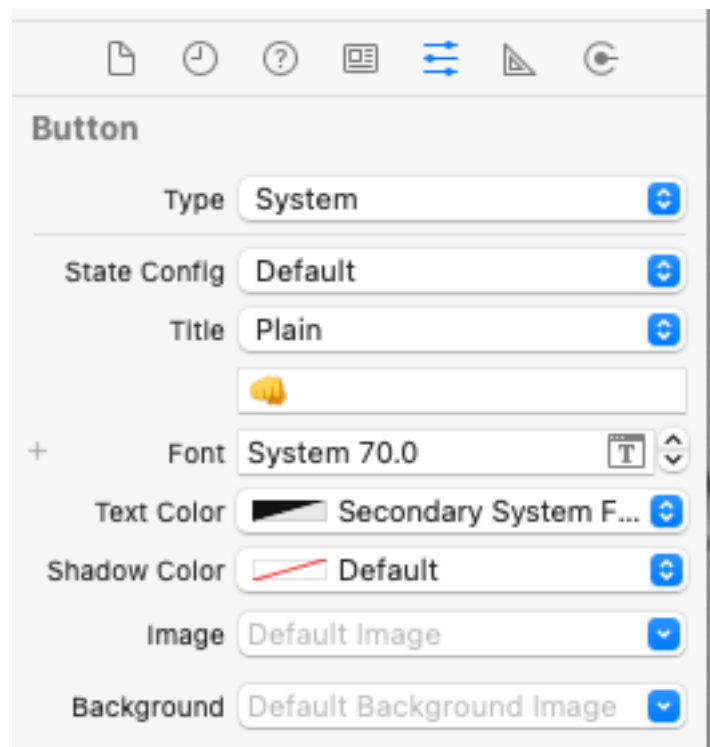 Button
Type System
State Config Default
Title Plain
👊
Font System 70.0 T
Text Color Secondary System F...
Shadow Color Default
Image Default Image
Background Default Background Image